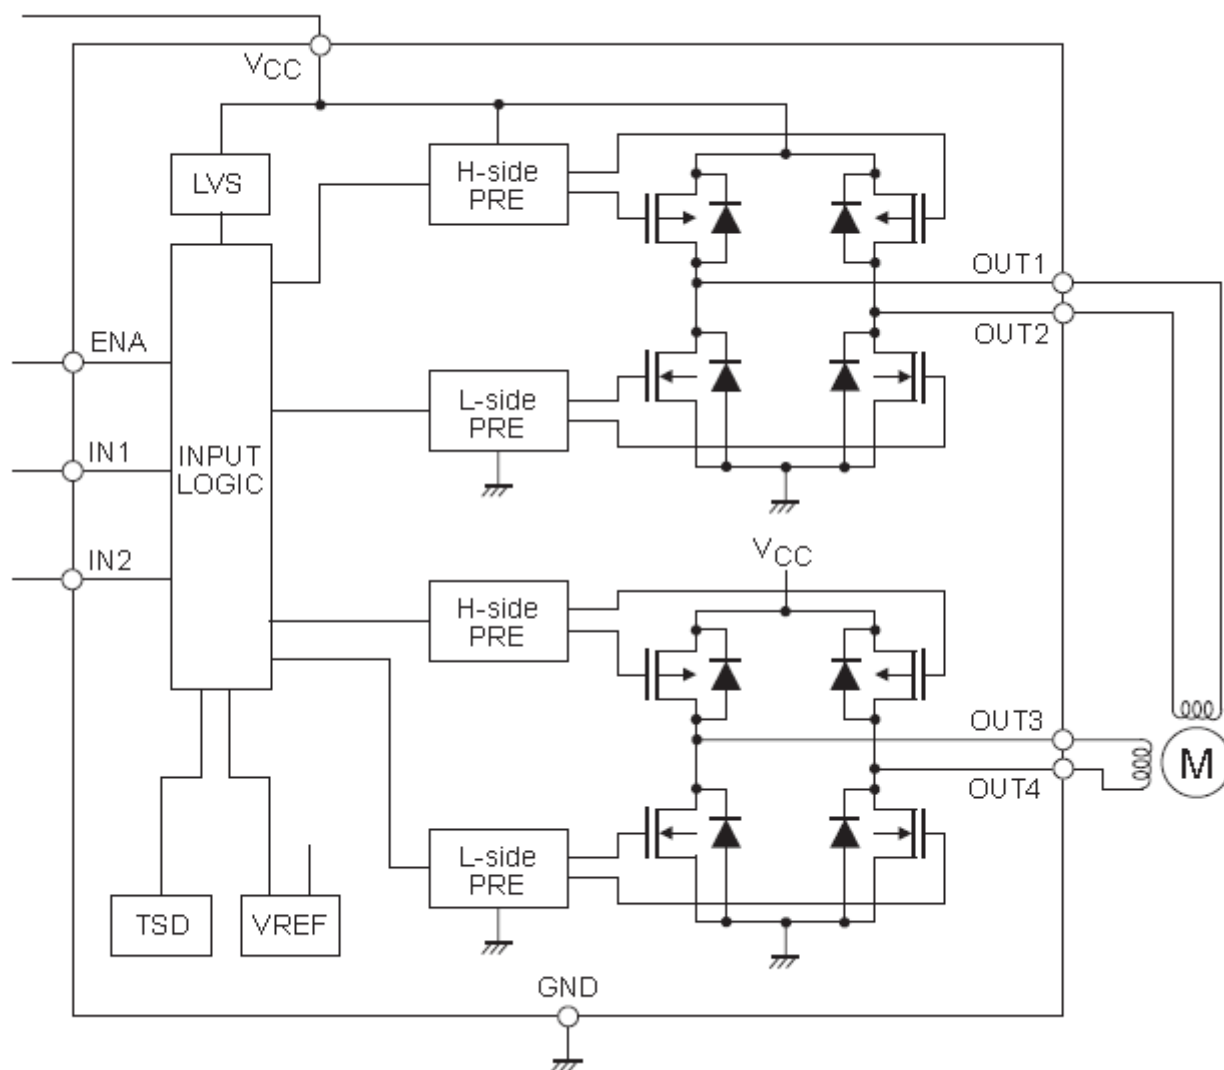 VCC
LVS
H-side
PRE
OUT1
OUT2
ENA
L-side
PRE
IN1
INPUT
LOGIC
IN2
VCC
H-side
PRE
OUT3
M
OUT4
L-side
PRE
TSD
VREF
GND